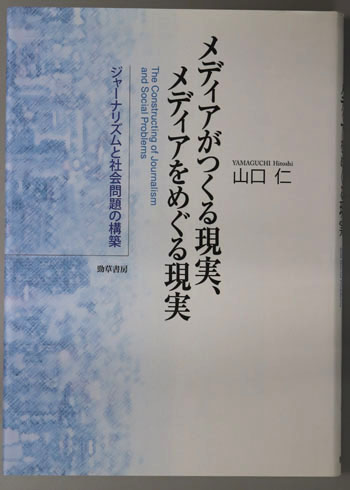 メディアがつくる現実、
メディアをめぐる現実
The Constructing of Journalism
and Social Problems
ジャーナリズムと社会問題の構築
YAMAGUCHI Hitoshi
山口 仁
勁草書房